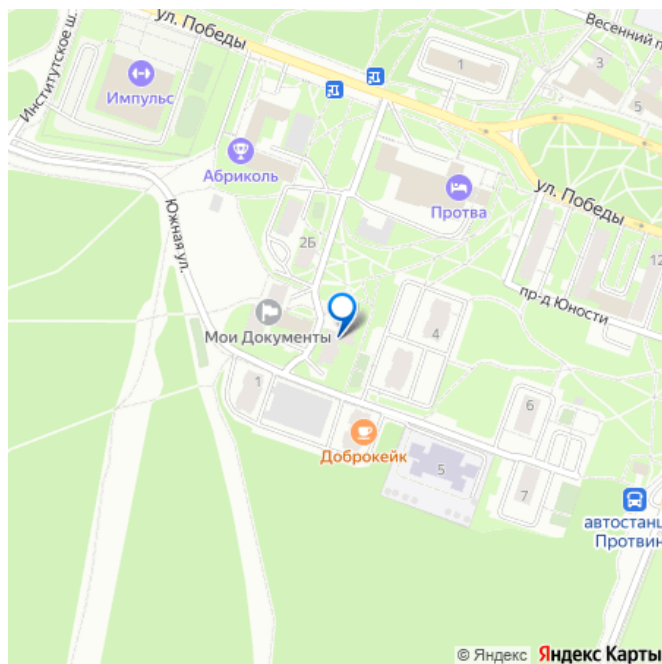 Весенний п
ул. Победы
Институтское ш.
1
3
5
Импульс
Абриколь
Протва
ул. Победы
Южная ул.
2Б
12
пр-д Юности
Мои Документы
4
1
6
Доброкейк
5
7
автостанц
Протвин
© Яндекс Яндекс Карты